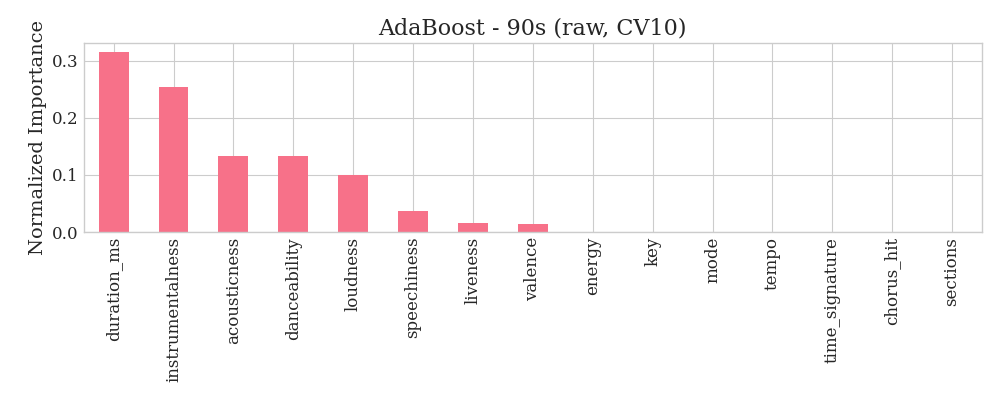 AdaBoost - 90s (raw, CV10)
Normalized Importance
0.3
0.2
0.1
0.0
duration_ms
instrumentalness
acousticness
danceability
loudness
speechiness
liveness
valence
energy
key
mode
tempo
time_signature
chorus_hit
sections